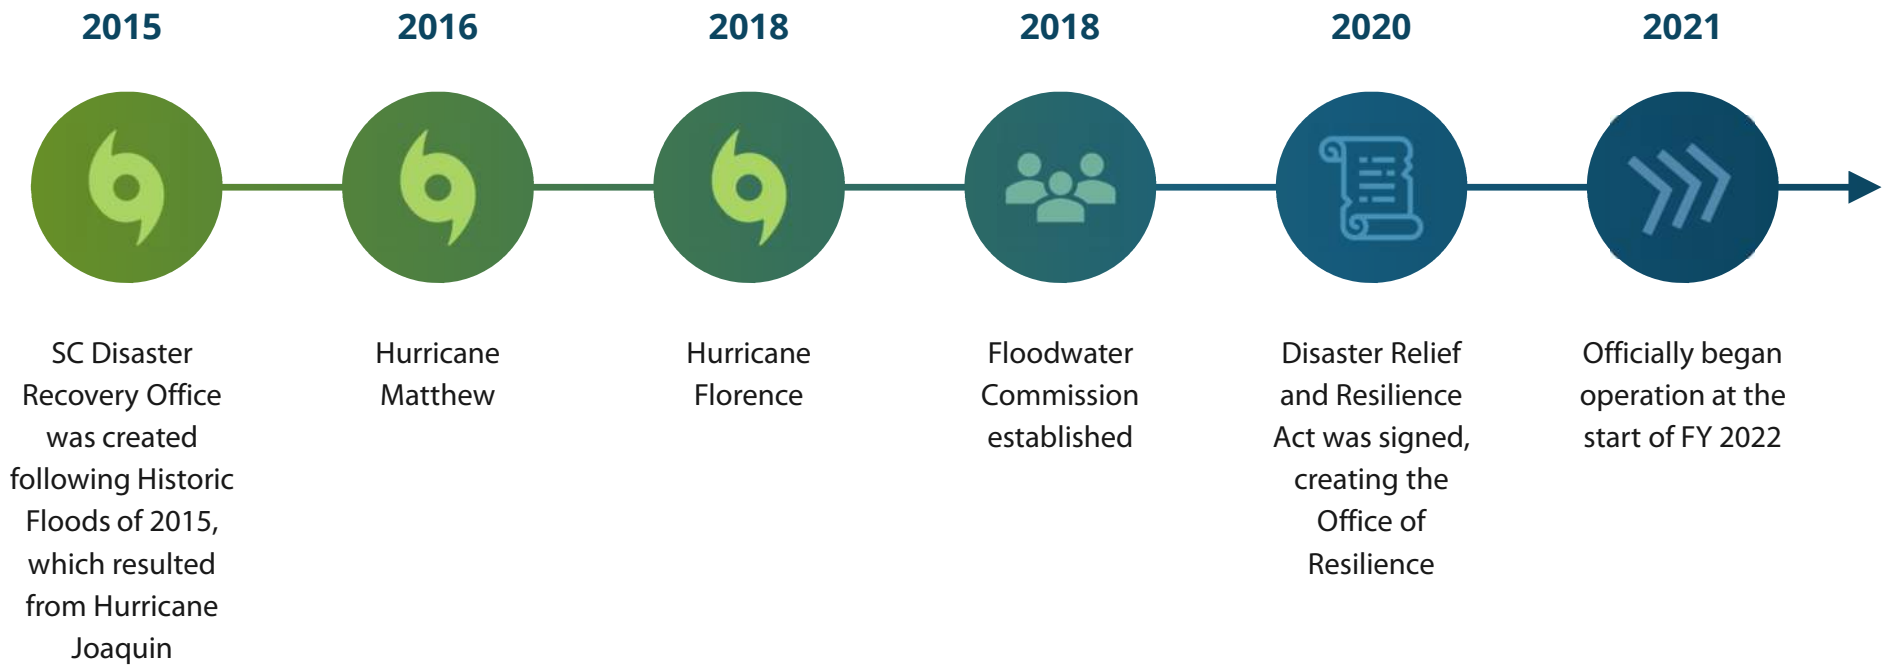 2015
SC Disaster
Recovery Office
was created
following Historic
Floods of 2015,
which resulted
from Hurricane
Joaquin
2016
Hurricane
Matthew
2018
Hurricane
Florence
2018
Floodwater
Commission
established
2020
Disaster Relief
and Resilience
Act was signed,
creating the
Office of
Resilience
2021
Officially began
operation at the
start of FY 2022